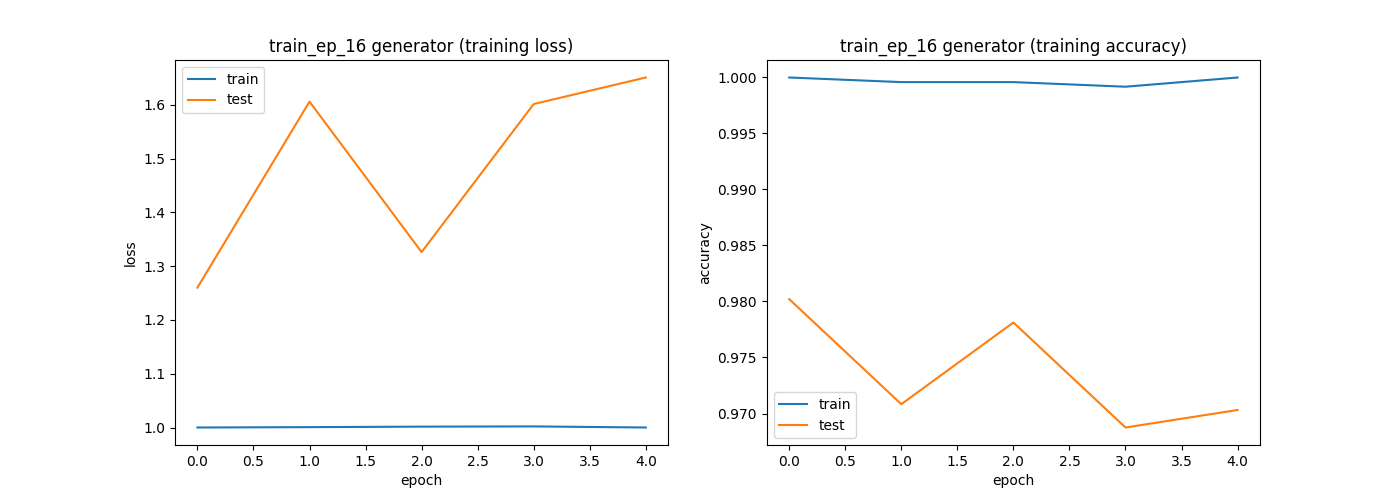 train_ep_16 generator (training loss)
train
test
1.6
1.5
1.4
1.3
1.2
1.1
1.0
loss
0.0 0.5 1.0 1.5 2.0 2.5 3.0 3.5 4.0
epoch
train_ep_16 generator (training accuracy)
1.000
0.995
0.990
0.985
0.980
0.975
0.970
accuracy
train
test
0.0 0.5 1.0 1.5 2.0 2.5 3.0 3.5 4.0
epoch